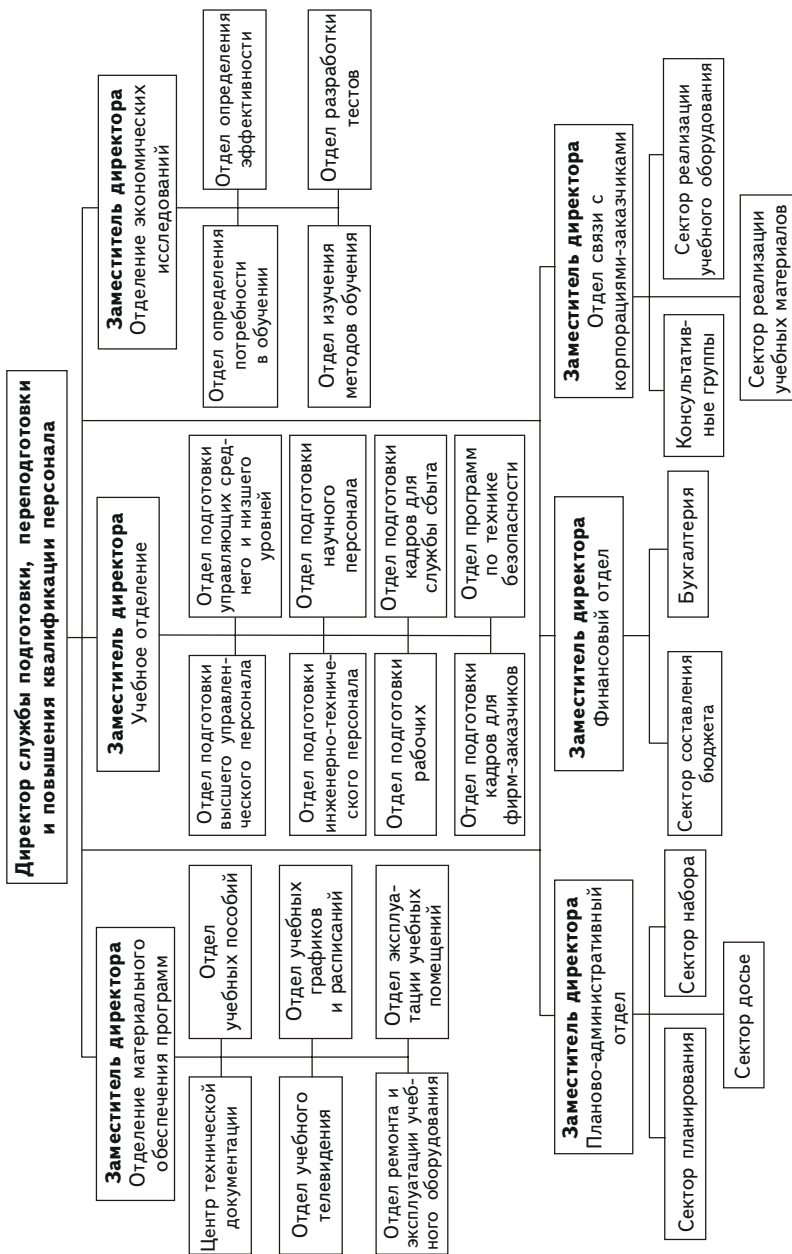 Директор службы подготовки, переподготовки
и повышения квалификации персонала
Заместитель директора
Отделение материального
обеспечения программ
Центр технической
документации
Отдел
учебных пособий
Отдел учебного
телевидения
Отдел учебных
графиков
и расписаний
Отдел ремонта и
эксплуатации учеб-
ного оборудования
Отдел эксплуа-
тации учебных
помещений
Заместитель директора
Учебное отделение
Отдел подготовки
высшего управлен-
ческого персонала
Отдел подготовки
управляющих сред-
него и низшего
уровней
Отдел подготовки
инженерно-техниче-
ского персонала
Отдел подготовки
научного
персонала
Отдел подготовки
рабочих
Отдел подготовки
кадров для
службы сбыта
Отдел подготовки
кадров для
фирм-заказчиков
Отдел программ
по технике
безопасности
Заместитель директора
Отделение экономических
исследований
Отдел определения
потребности
в обучении
Отдел определения
эффективности
Отдел изучения
методов обучения
Отдел разработки
тестов
Заместитель директора
Планово-административный
отдел
Сектор планирования
Сектор набора
Сектор досье
Заместитель директора
Финансовый отдел
Сектор составления
бюджета
Бухгалтерия
Заместитель директора
Отдел связи с
корпорациями-заказчиками
Консультатив-
ные группы
Сектор реализации
учебного оборудования
Сектор реализации
учебных материалов